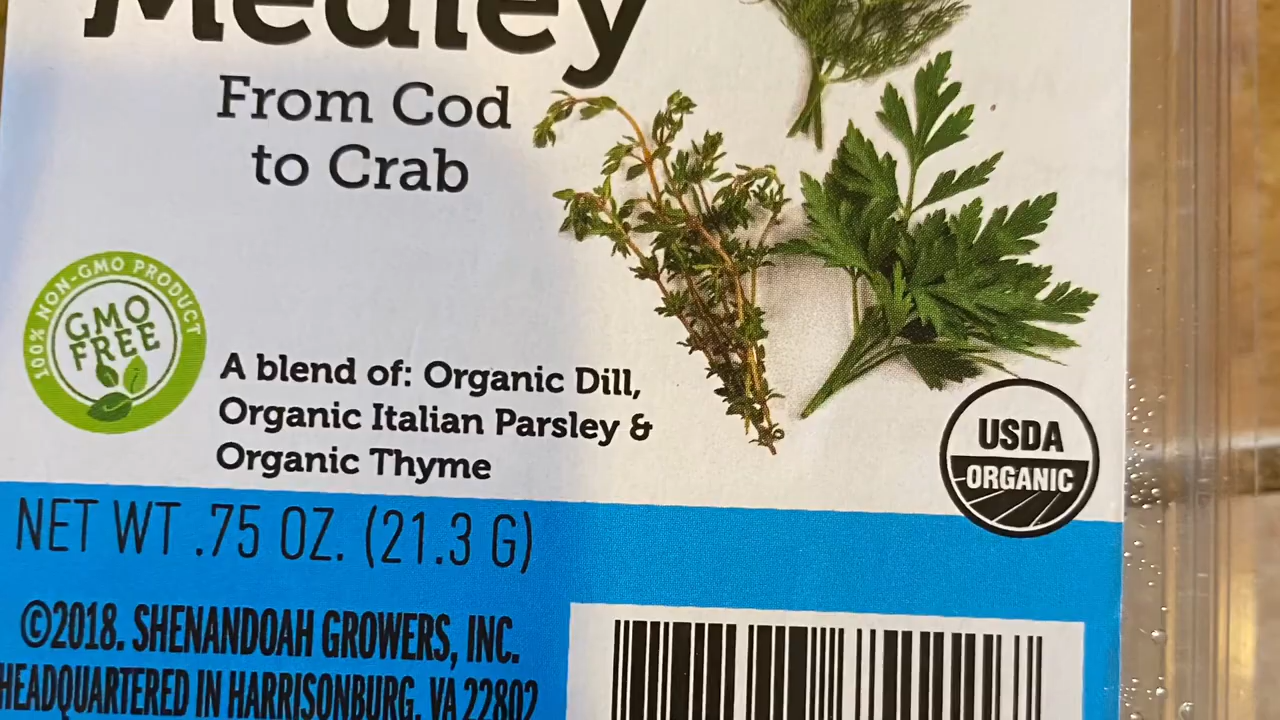 Medley
From Cod
to Crab
100% NON-GMO PRODUCT
GMO
FREE
A blend of: Organic Dill,
Organic Italian Parsley &
Organic Thyme
USDA
ORGANIC
NET WT .75 OZ. (21.3 G)
©2018. SHENANDOAH GROWERS, INC.
HEADQUARTERED IN HARRISONBURG, VA 22802